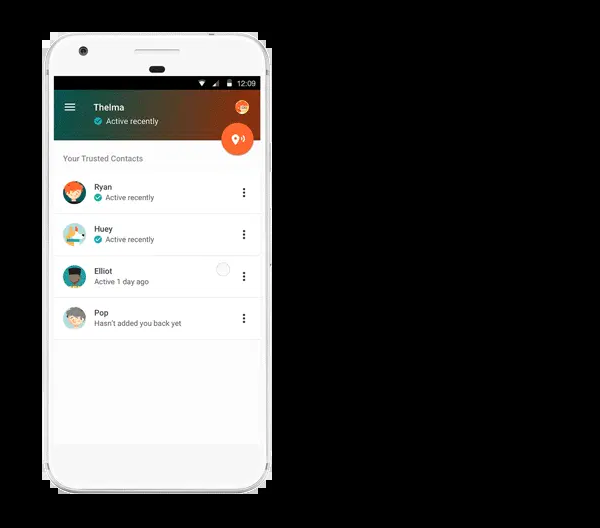 12:09
Thelma
Active recently
Your Trusted Contacts
Ryan
Active recently
Huey
Active recently
Elliot
Active 1 day ago
Pop
Hasn't added you back yet